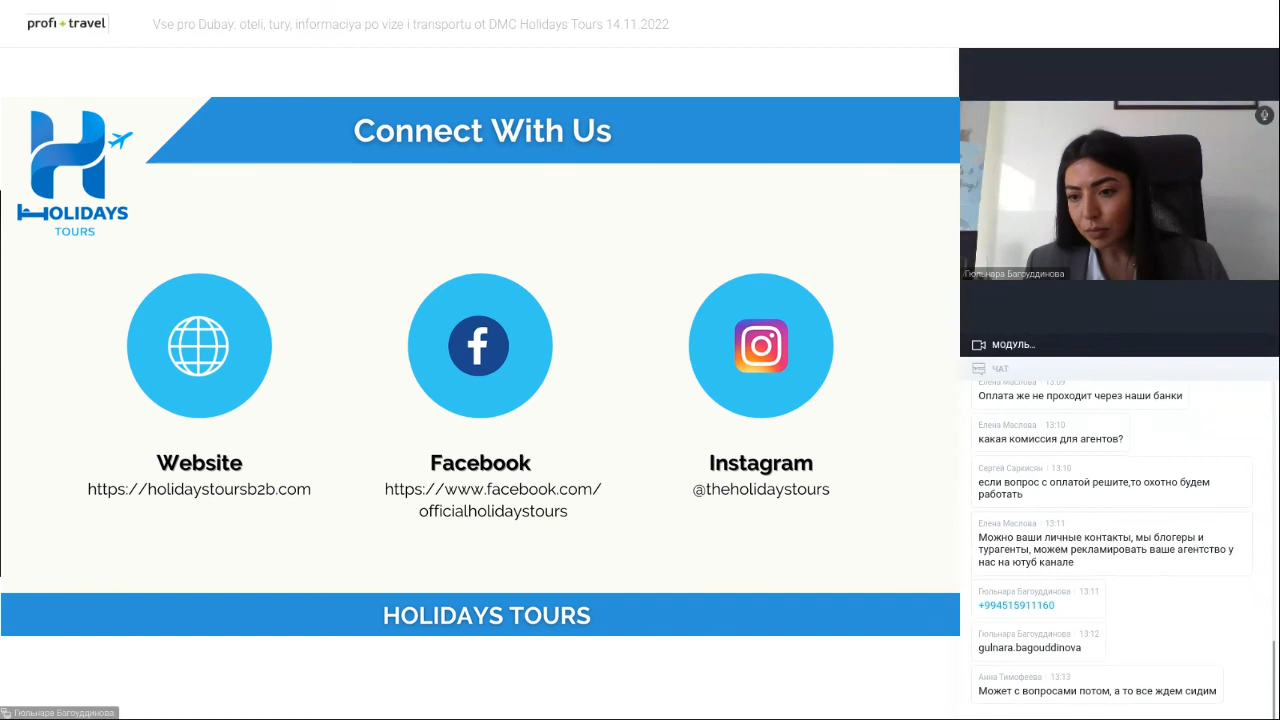 profi travel
Vse pro Dubay: oteli, tury, informaciya po vize i transportu ot DMC Holidays Tours 14.11.2022
Connect With Us
HOLIDAYS
TOURS
Website
https://holidaystoursb2b.com
Facebook
https://www.facebook.com/
officialholidaystours
Instagram
@theholidaystours
HOLIDAYS TOURS
Гюльнара Багоуддинова
Гюльнара Багоуддинова
МОДУЛЬ…
ЧАТ
Елена Маслова 13:09
Оплата же не проходит через наши банки
Елена Маслова 13:10
какая комиссия для агентов?
Сергей Саркисян 13:10
если вопрос с оплатой решите,то охотно будем
работать
Елена Маслова 13:11
Можно ваши личные контакты, мы блогеры и
турагенты, можем рекламировать ваше агентство у
нас на ютуб канале
Гюльнара Багоуддинова 13:11
+994515911160
Гюльнара Багоуддинова 13:12
gulnara.bagouddinova
Анна Тимофеева 13:13
Может с вопросами потом, а то все ждем сидим